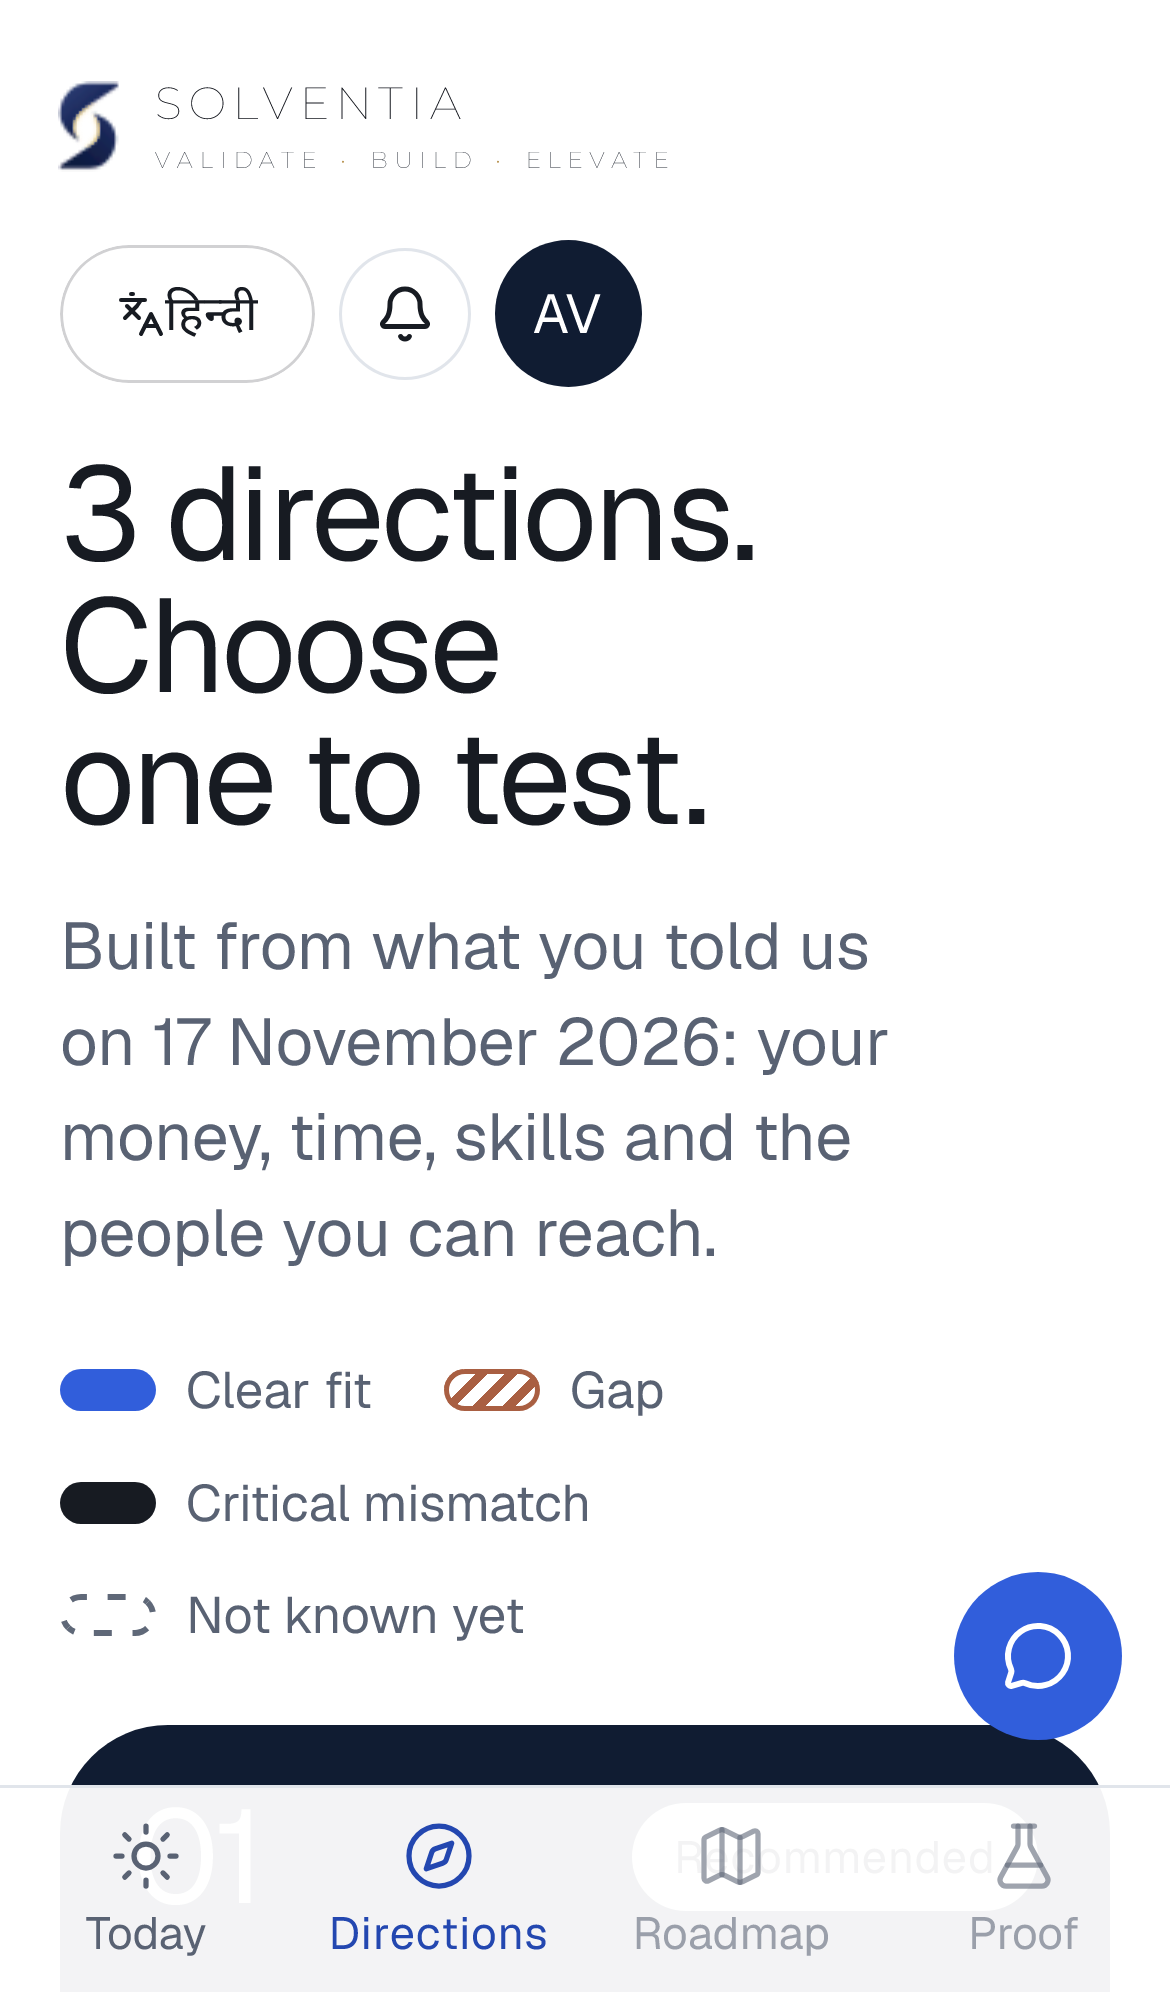 SOLVENTIA
VALIDATE · BUILD · ELEVATE
हिन्दी
AV
3 directions.
Choose
one to test.
Built from what you told us
on 17 November 2026: your
money, time, skills and the
people you can reach.
Clear fit
Gap
Critical mismatch
Not known yet
01
Recommended
Today
Directions
Roadmap
Proof